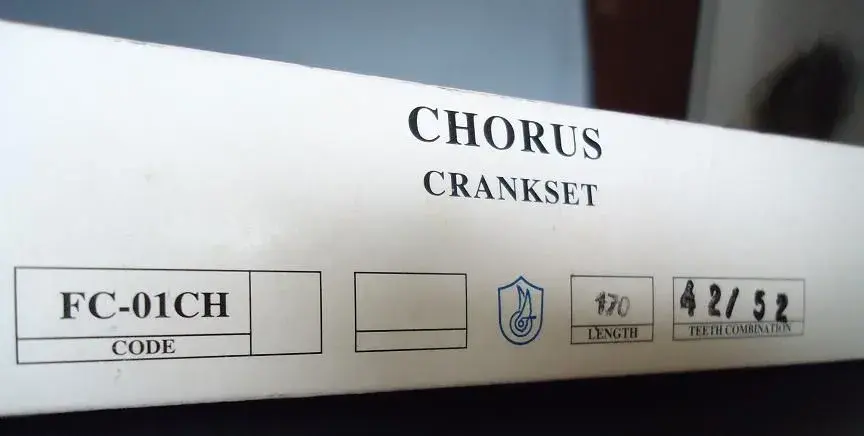 CHORUS
CRANKSET
FC-01CH
CODE
170
LENGTH
42/52
TEETH COMBINATION